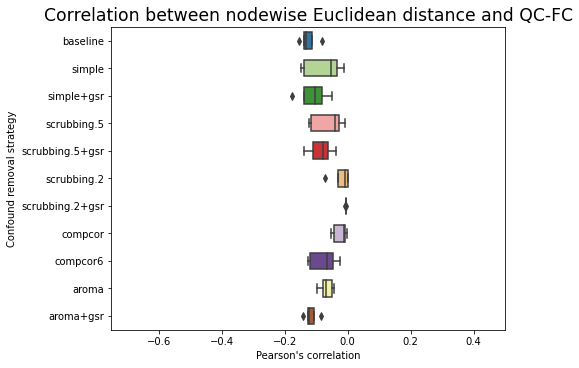 Correlation between nodewise Euclidean distance and QC-FC
Confound removal strategy
baseline
simple
simple+gsr
scrubbing.5
scrubbing.5+gsr
scrubbing.2
scrubbing.2+gsr
compcor
compcor6
aroma
aroma+gsr
−0.6 −0.4 −0.2 0.0 0.2 0.4
Pearson's correlation